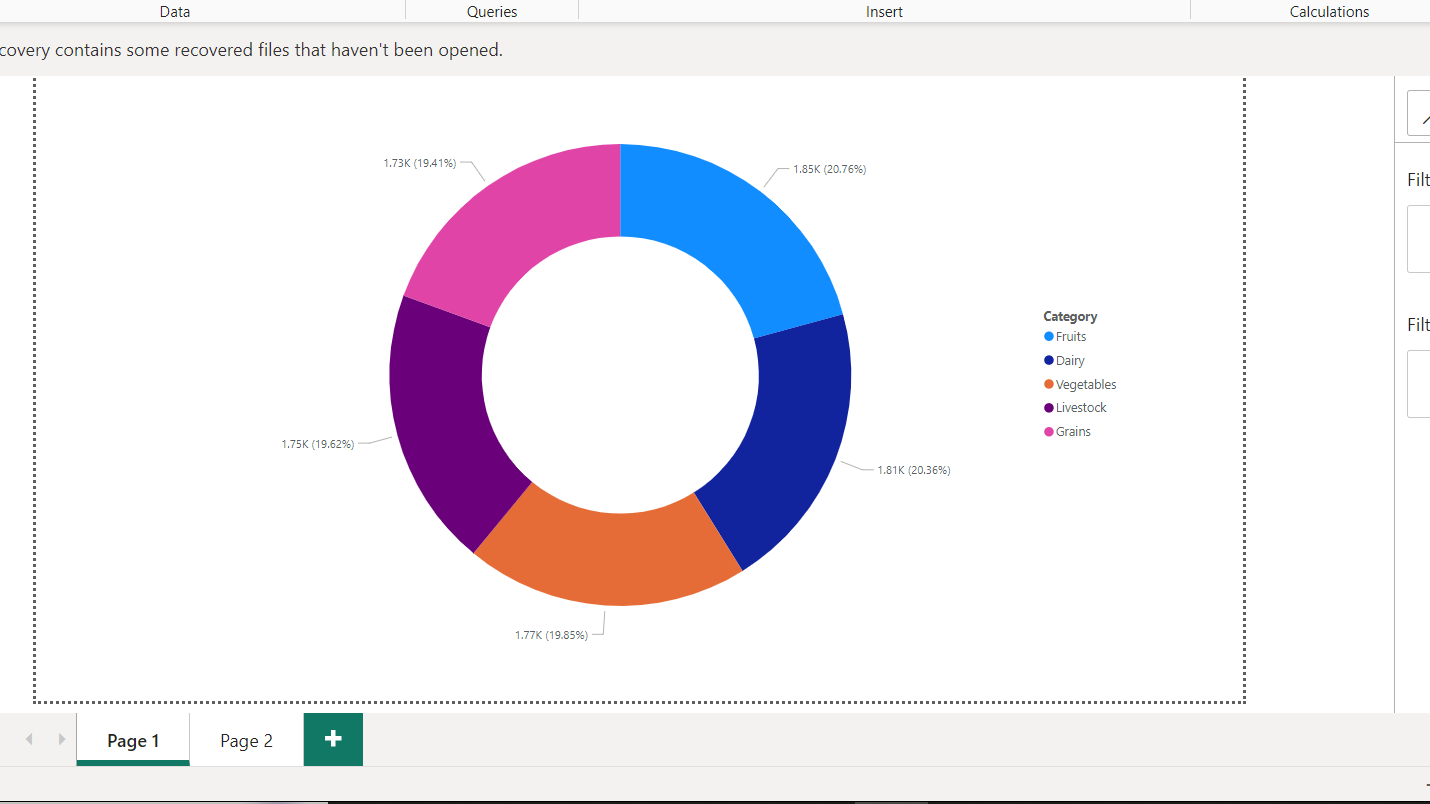 Data
Queries
Insert
Calculations
covery contains some recovered files that haven't been opened.
1.73K (19.41%)
1.85K (20.76%)
Filt
Category
Fruits
Filt
Dairy
Vegetables
Livestock
Grains
1.75K (19.62%)
1.81K (20.36%)
1.77K (19.85%)
Page 1
Page 2